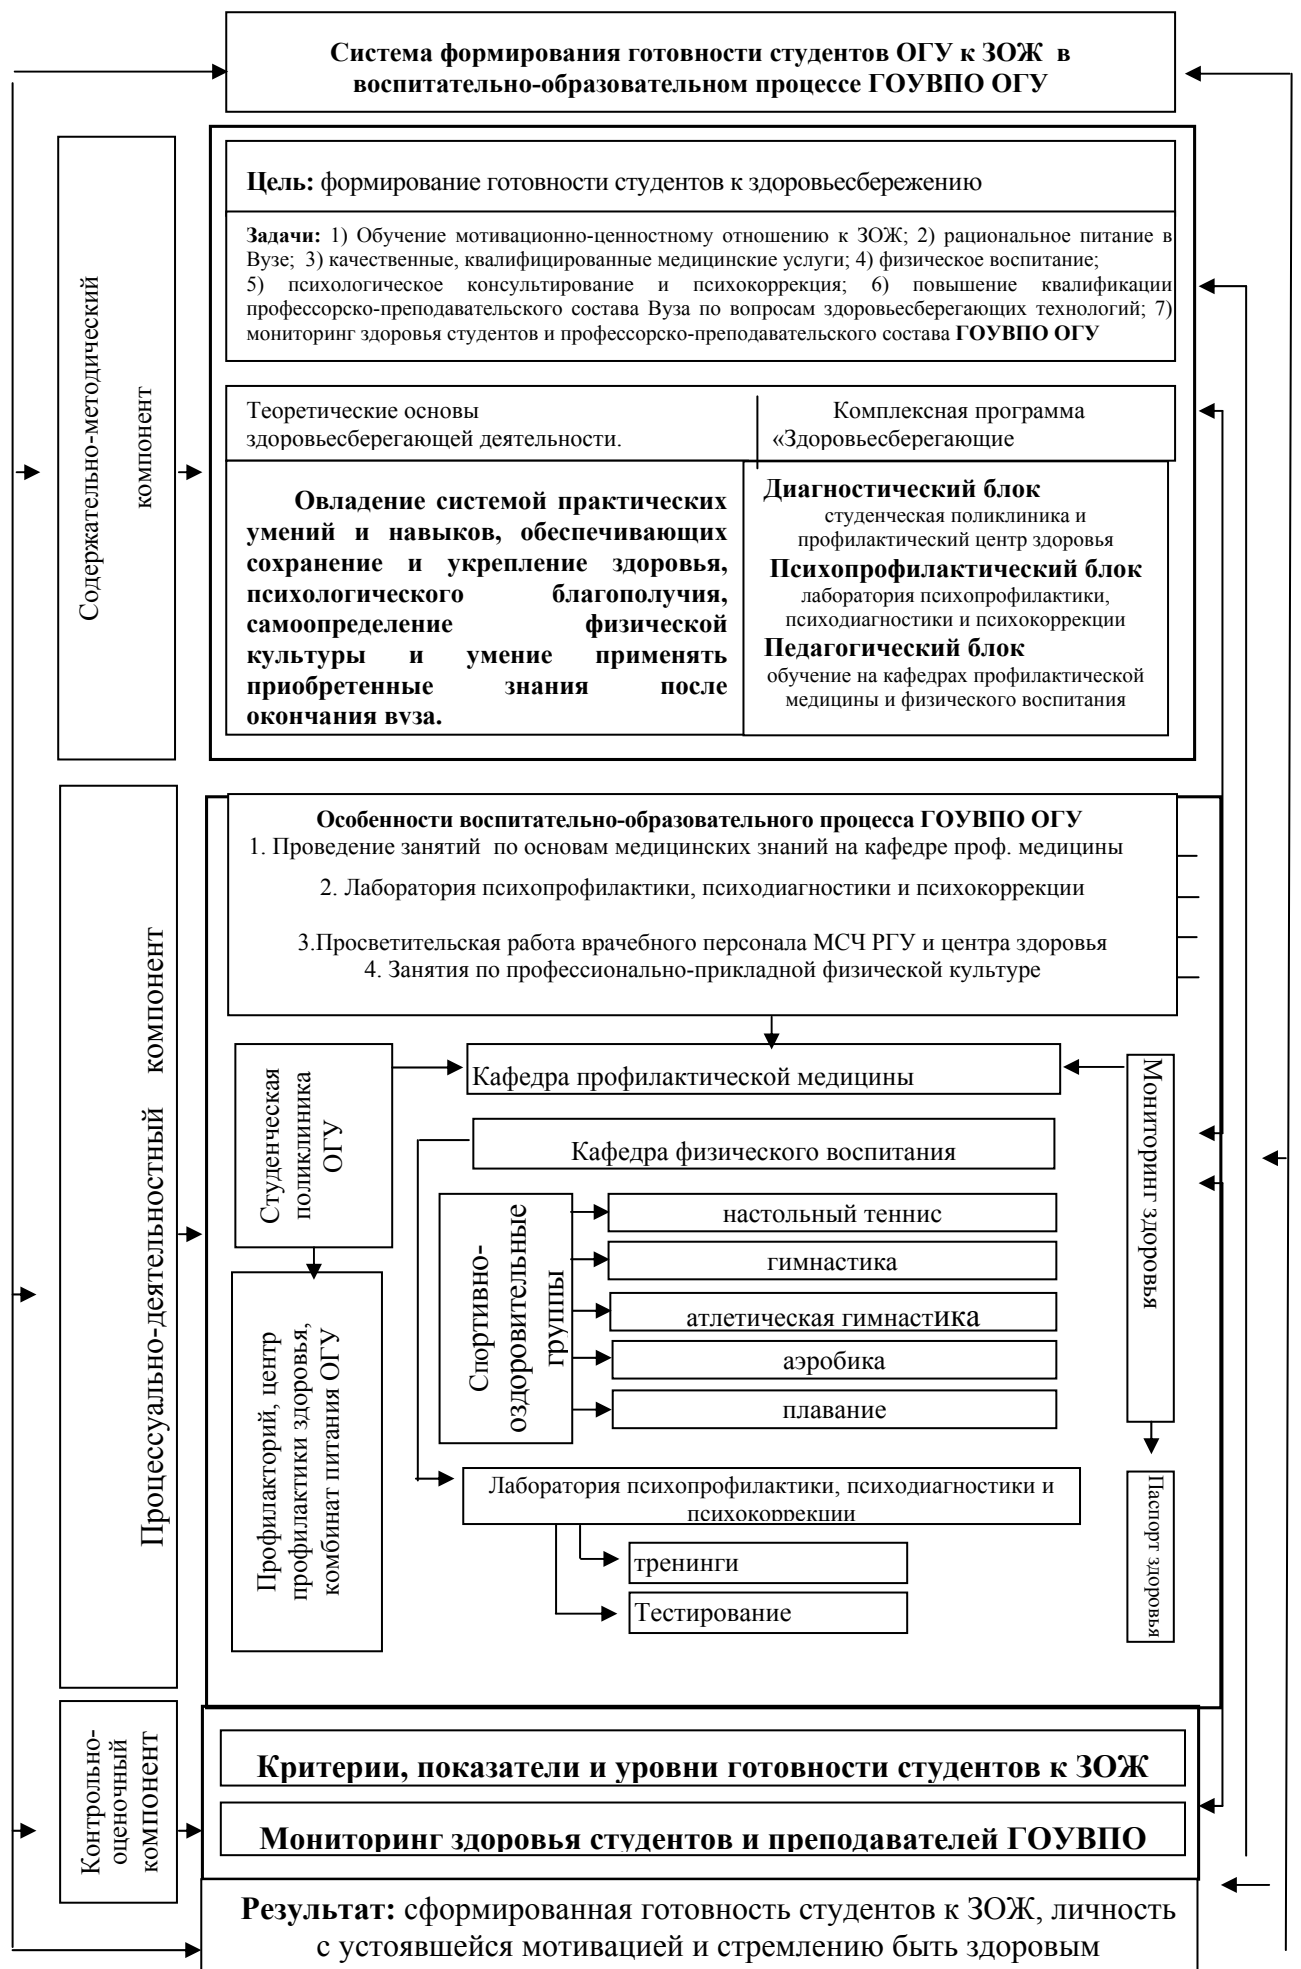 Система формирования готовности студентов ОГУ к ЗОЖ в
воспитательно-образовательном процессе ГОУВПО ОГУ
Содержательно-методический
компонент
Цель: формирование готовности студентов к здоровьесбережению
Задачи: 1) Обучение мотивационно-ценностному отношению к ЗОЖ; 2) рациональное питание в
Вузе; 3) качественные, квалифицированные медицинские услуги; 4) физическое воспитание;
5) психологическое консультирование и психокоррекция; 6) повышение квалификации
профессорско-преподавательского состава Вуза по вопросам здоровьесберегающих технологий; 7)
мониторинг здоровья студентов и профессорско-преподавательского состава ГОУВПО ОГУ
Теоретические основы
здоровьесберегающей деятельности.
Комплексная программа
«Здоровьесберегающие
Овладение системой практических
умений и навыков, обеспечивающих
сохранение и укрепление здоровья,
психологического благополучия,
самоопределение физической
культуры и умение применять
приобретенные знания после
окончания вуза.
Диагностический блок
студенческая поликлиника и
профилактический центр здоровья
Психопрофилактический блок
лаборатория психопрофилактики,
психодиагностики и психокоррекции
Педагогический блок
обучение на кафедрах профилактической
медицины и физического воспитания
Процессуально-деятельностный компонент
Особенности воспитательно-образовательного процесса ГОУВПО ОГУ
1. Проведение занятий по основам медицинских знаний на кафедре проф. медицины
2. Лаборатория психопрофилактики, психодиагностики и психокоррекции
3.Просветительская работа врачебного персонала МСЧ РГУ и центра здоровья
4. Занятия по профессионально-прикладной физической культуре
Студенческая
поликлиника
ОГУ
Кафедра профилактической медицины
Мониторинг здоровья
Кафедра физического воспитания
Спортивно-
оздоровительные
группы
настольный теннис
гимнастика
атлетическая гимнастика
аэробика
плавание
Профилакторий, центр
профилактики здоровья,
комбинат питания ОГУ
Лаборатория психопрофилактики, психодиагностики и
психокоррекции
Паспорт здоровья
тренинги
Тестирование
Контрольно-
оценочный
компонент
Критерии, показатели и уровни готовности студентов к ЗОЖ
Мониторинг здоровья студентов и преподавателей ГОУВПО
Результат: сформированная готовность студентов к ЗОЖ, личность
с устоявшейся мотивацией и стремлению быть здоровым